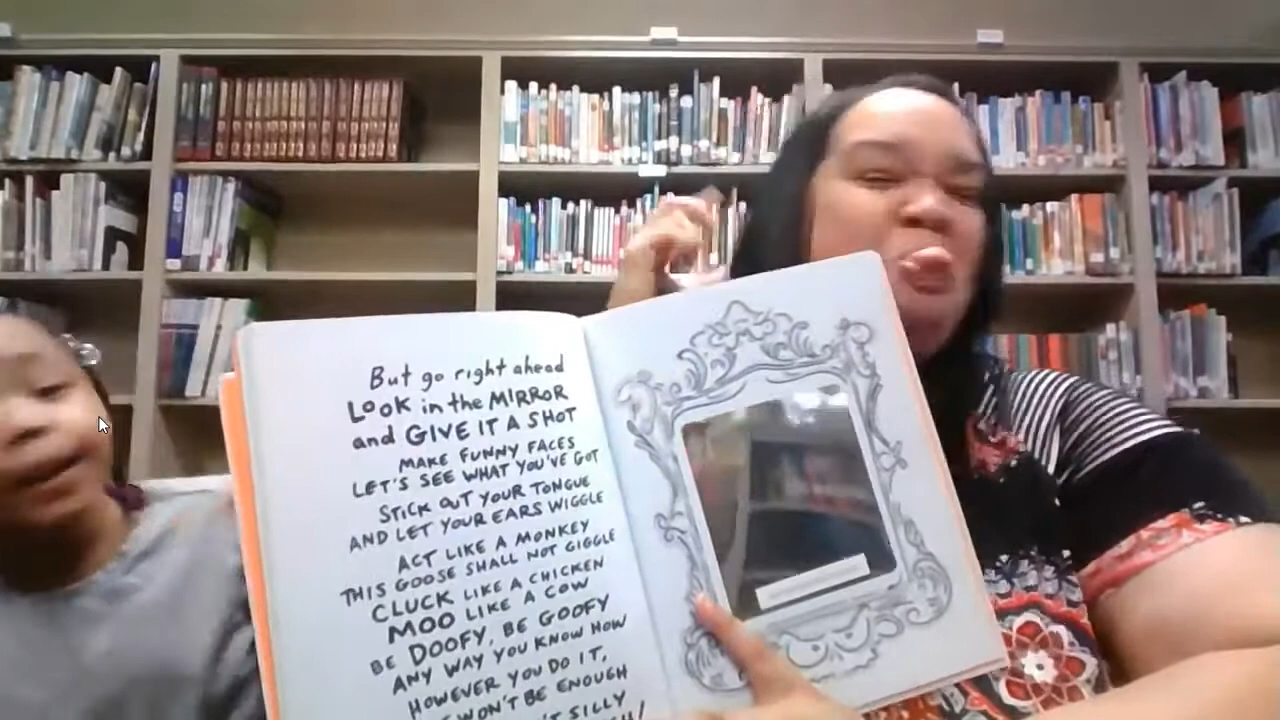 But go right ahead
LOOK in the MIRROR
and GIVE IT A SHOT
MAKE FUNNY FACES
LET'S SEE WHAT YOU'VE GOT
STICK OUT YOUR TONGUE
AND LET YOUR EARS WIGGLE
ACT LIKE A MONKEY
THIS GOOSE SHALL NOT GIGGLE
CLUCK LIKE A CHICKEN
MOO LIKE A COW
BE DOOFY, BE GOOFY
ANY WAY YOU KNOW HOW
HOWEVER YOU DO IT,
WON'T BE ENOUGH
SILLY